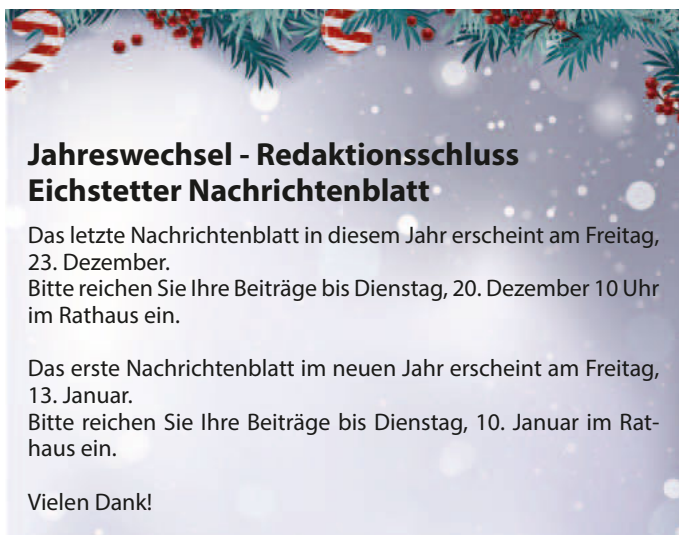 Jahreswechsel - Redaktionsschluss
Eichstetter Nachrichtenblatt
Das letzte Nachrichtenblatt in diesem Jahr erscheint am Freitag,
23. Dezember.
Bitte reichen Sie Ihre Beiträge bis Dienstag, 20. Dezember 10 Uhr
im Rathaus ein.
Das erste Nachrichtenblatt im neuen Jahr erscheint am Freitag,
13. Januar.
Bitte reichen Sie Ihre Beiträge bis Dienstag, 10. Januar im Rat-
haus ein.
Vielen Dank!